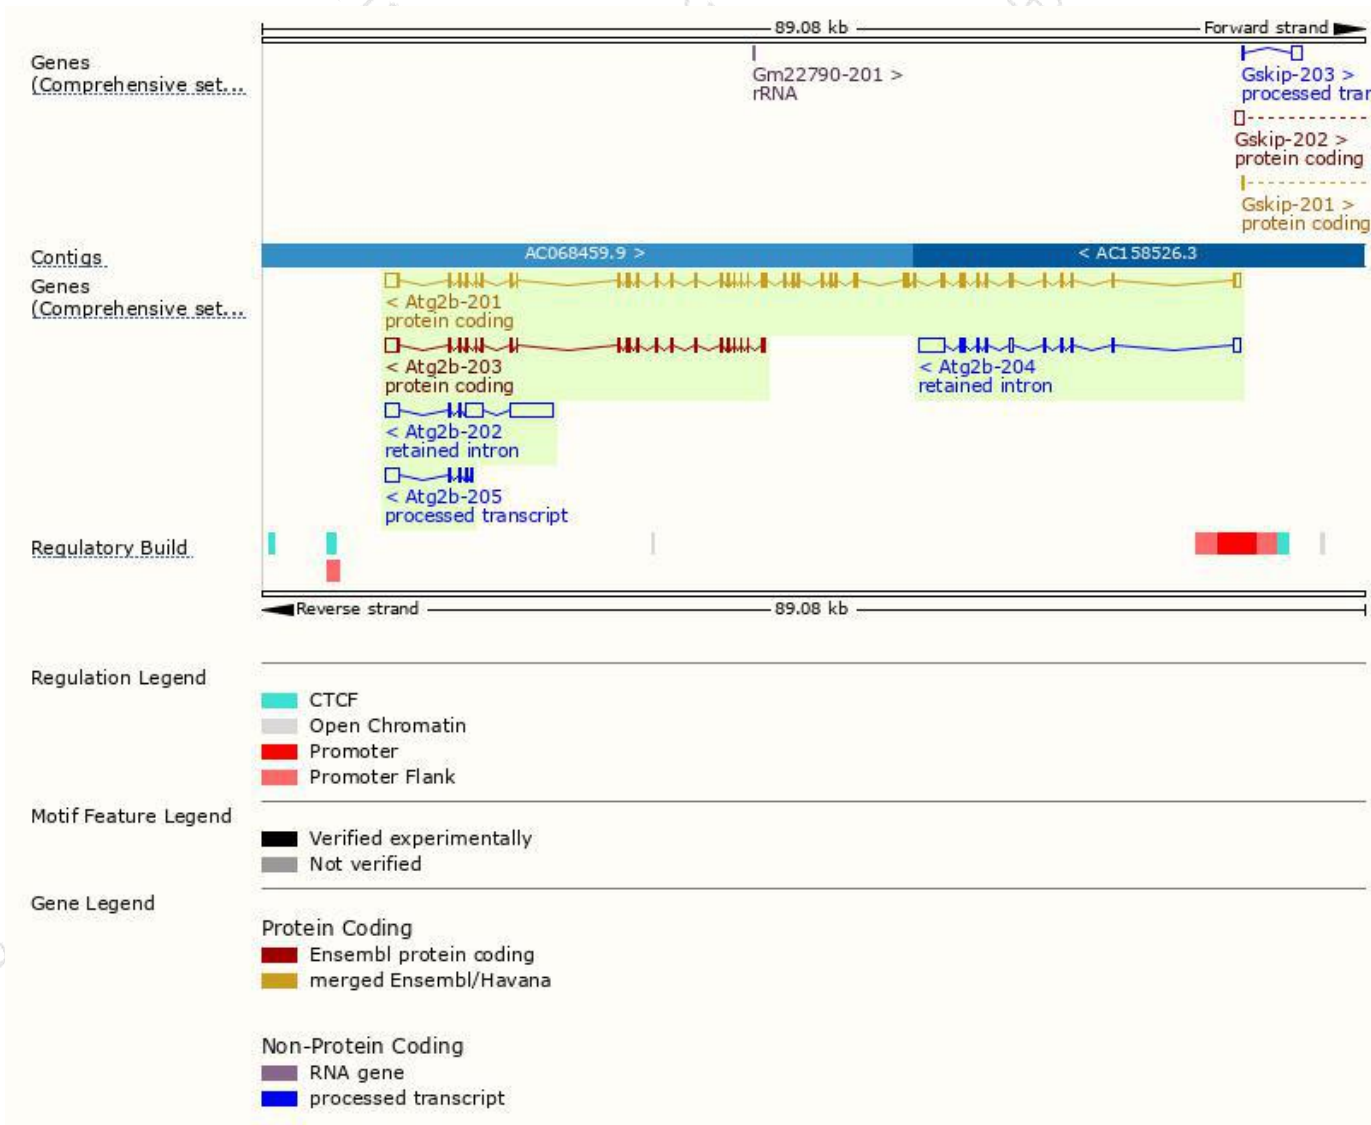 89.08 kb
Forward strand
Genes
(Comprehensive set...
Gm22790-201 >
rRNA
Gskip-203 >
processed tran
Gskip-202 >
protein coding
Gskip-201 >
protein coding
Contigs
AC068459.9 >
< AC158526.3
Genes
(Comprehensive set...
< Atg2b-201
protein coding
< Atg2b-203
protein coding
< Atg2b-204
retained intron
< Atg2b-202
retained intron
< Atg2b-205
processed transcript
Regulatory Build
Reverse strand
89.08 kb
Regulation Legend
CTCF
Open Chromatin
Promoter
Promoter Flank
Motif Feature Legend
Verified experimentally
Not verified
Gene Legend
Protein Coding
Ensembl protein coding
merged Ensembl/Havana
Non-Protein Coding
RNA gene
processed transcript